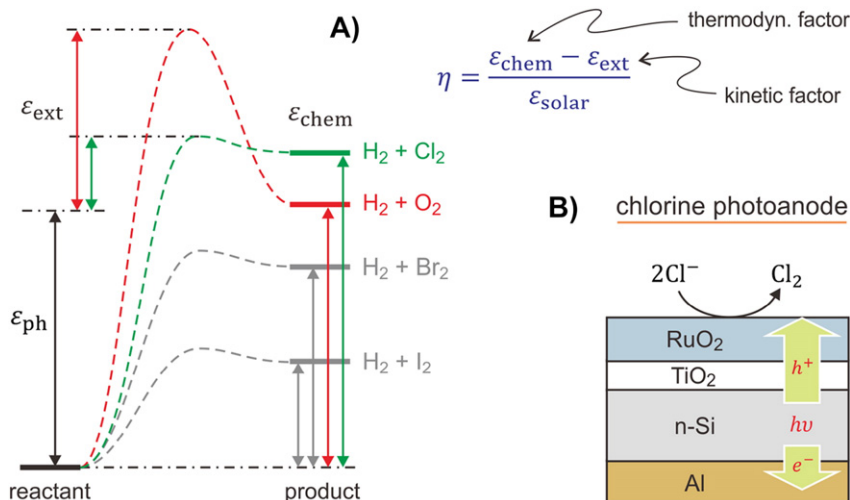 A)
thermodyn. factor
η = (ε_chem − ε_ext) / ε_solar
kinetic factor
ε_ext
ε_chem
H₂ + Cl₂
H₂ + O₂
H₂ + Br₂
H₂ + I₂
ε_ph
reactant
product
B)
chlorine photoanode
2Cl⁻ Cl₂
RuO₂
h⁺
TiO₂
n-Si
hυ
e⁻
Al